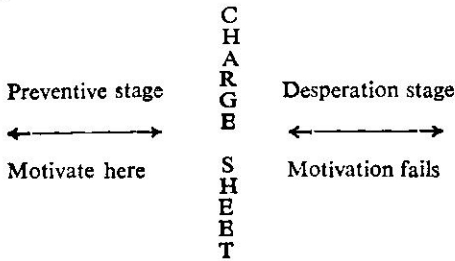 CHARGE SHEET
Preventive stage
Desperation stage
Motivate here
Motivation fails